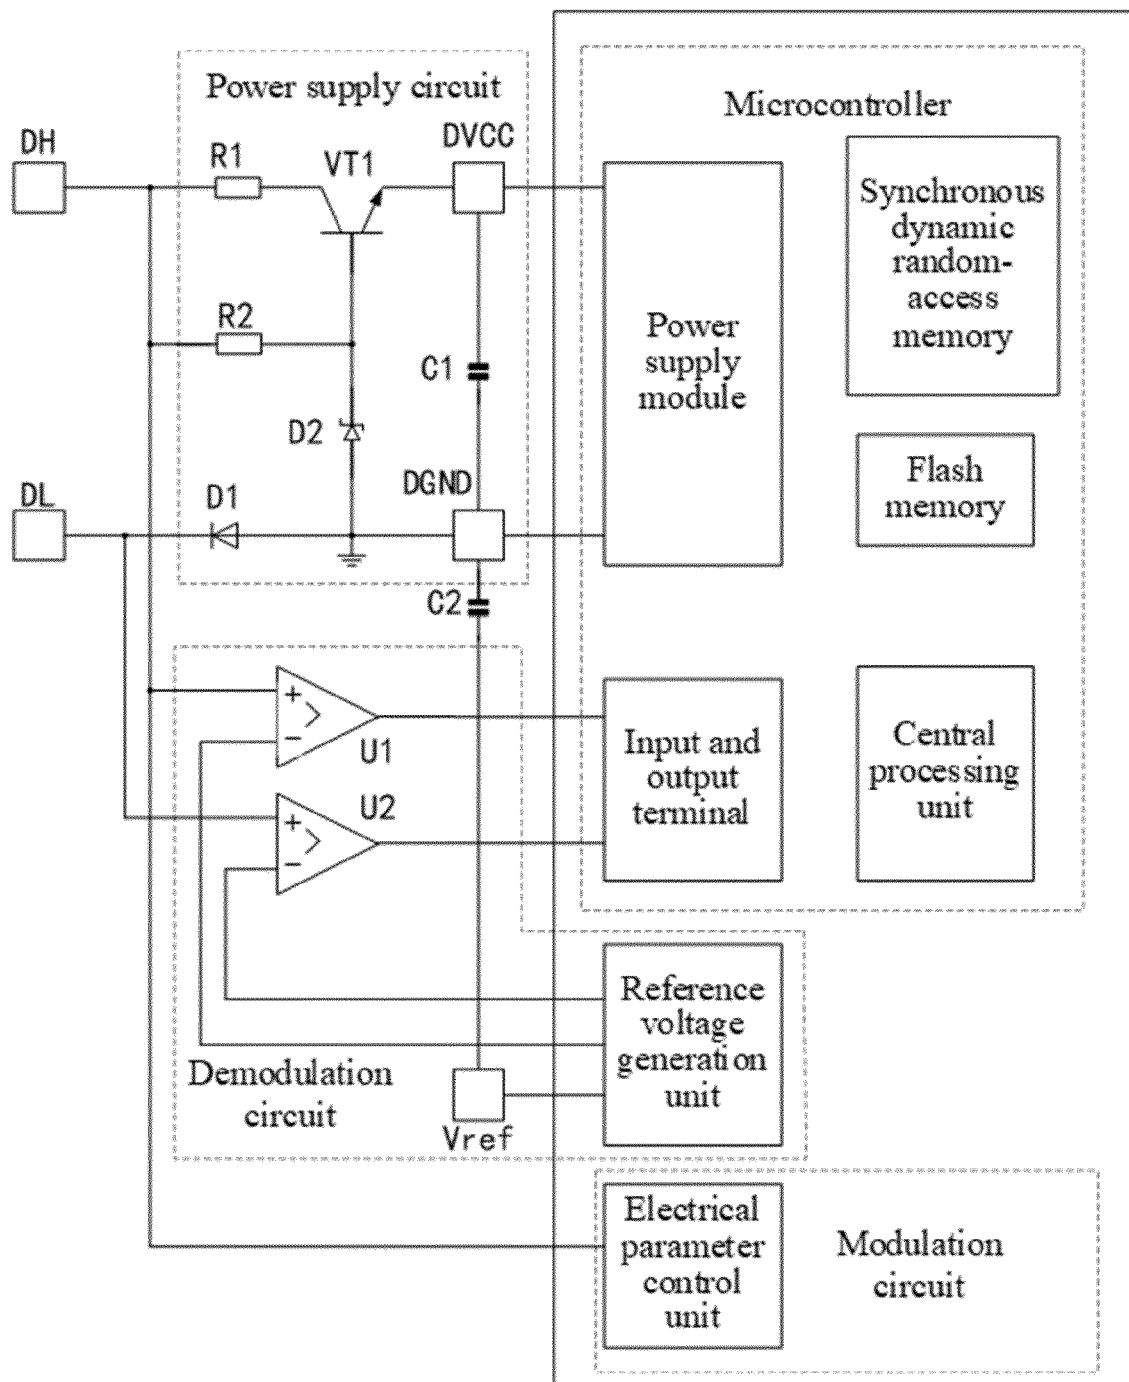 Power supply circuit
Microcontroller
DH
R1
VT1
DVCC
Synchronous
dynamic
random-
access
memory
R2
Power
supply
module
C1
D2
Flash
memory
DL
D1
DGND
C2
+
−
U1
Input and
output
terminal
Central
processing
unit
U2
+
−
Reference
voltage
generation
unit
Demodulation
circuit
Vref
Electrical
parameter
control
unit
Modulation
circuit